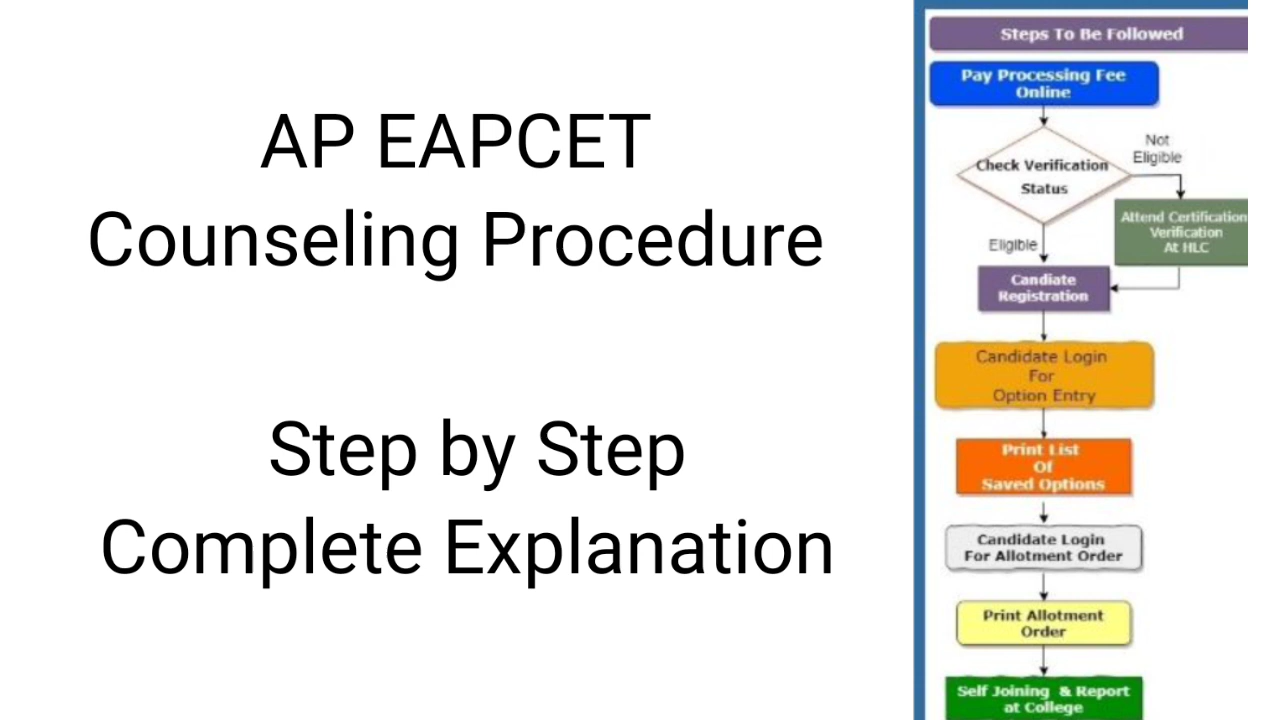 AP EAPCET
Counseling Procedure
Step by Step
Complete Explanation
Steps To Be Followed
Pay Processing Fee
Online
Check Verification
Status
Not
Eligible
Attend Certification
Verification
At HLC
Eligible
Candiate
Registration
Candidate Login
For
Option Entry
Print List
Of
Saved Options
Candidate Login
For Allotment Order
Print Allotment
Order
Self Joining & Report
at College